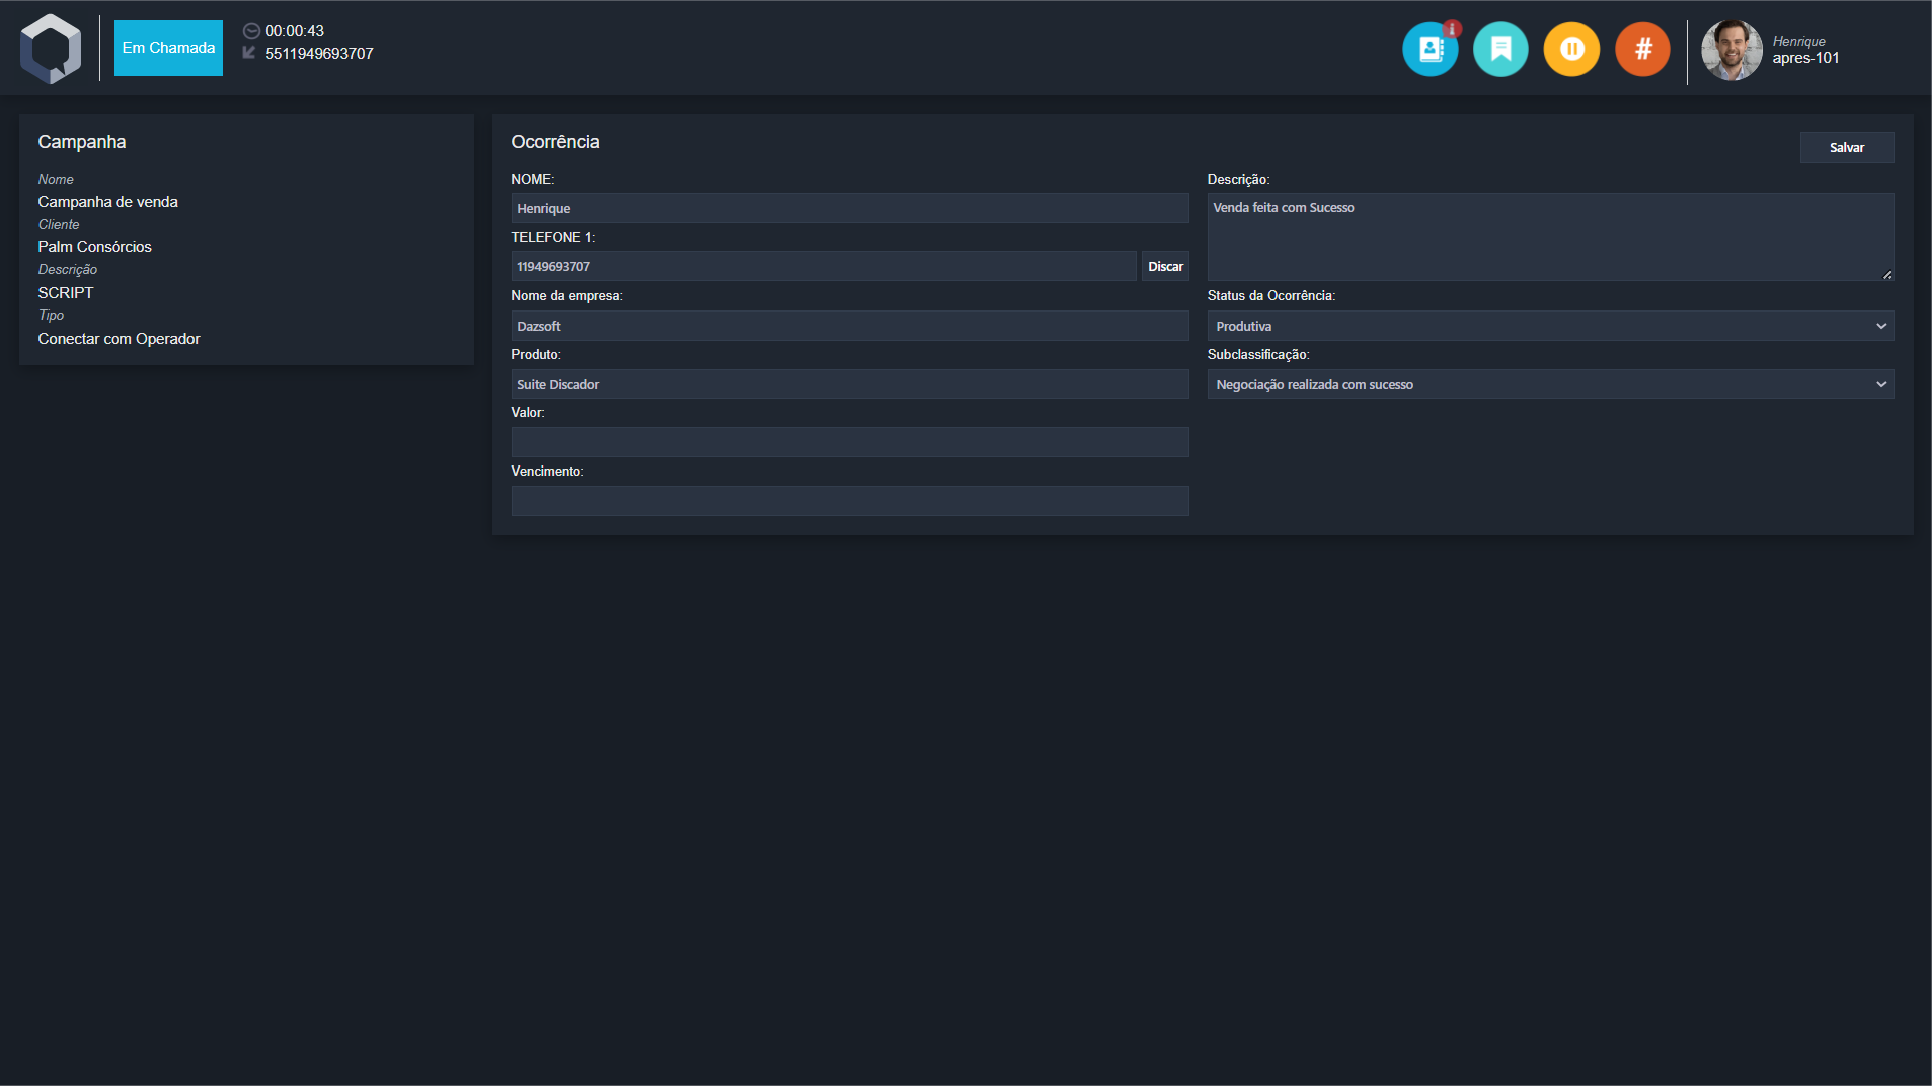 Em Chamada
00:00:43
5511949693707
#
Henrique
apres-101
Campanha
Nome
Campanha de venda
Cliente
Palm Consórcios
Descrição
SCRIPT
Tipo
Conectar com Operador
Ocorrência
Salvar
NOME:
Henrique
TELEFONE 1:
11949693707
Discar
Nome da empresa:
Dazsoft
Produto:
Suite Discador
Valor:
Vencimento:
Descrição:
Venda feita com Sucesso
Status da Ocorrência:
Produtiva
Subclassificação:
Negociação realizada com sucesso